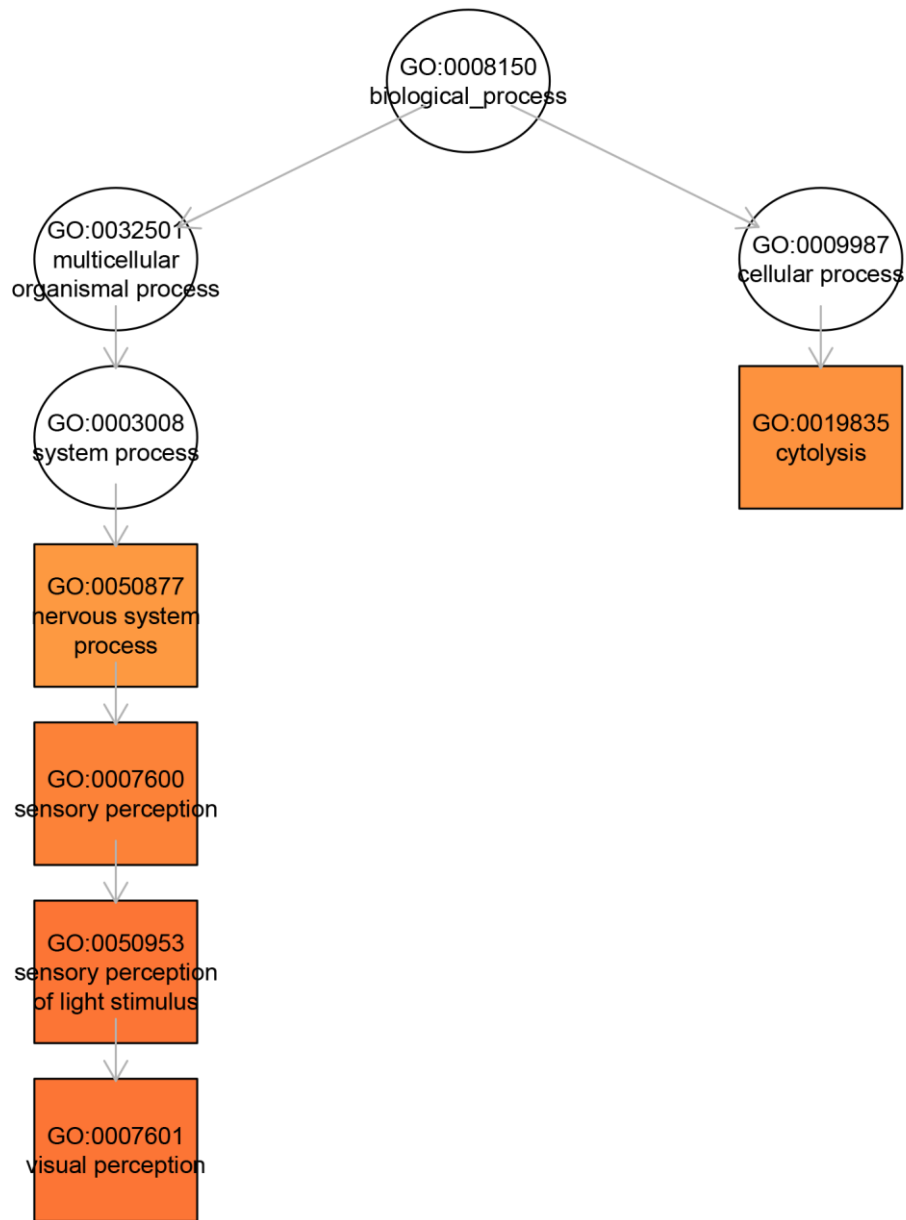 GO:0008150
biological_process
GO:0032501
multicellular
organismal process
GO:0009987
cellular process
GO:0003008
system process
GO:0019835
cytolysis
GO:0050877
nervous system
process
GO:0007600
sensory perception
GO:0050953
sensory perception
of light stimulus
GO:0007601
visual perception